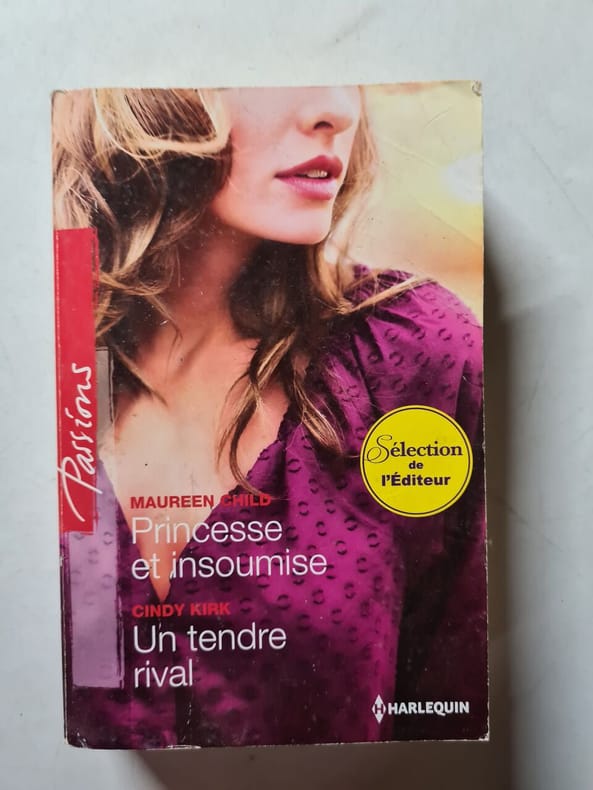 Passions
Sélection
de
l'Éditeur
MAUREEN CHILD
Princesse
et insoumise
CINDY KIRK
Un tendre
rival
H
HARLEQUIN